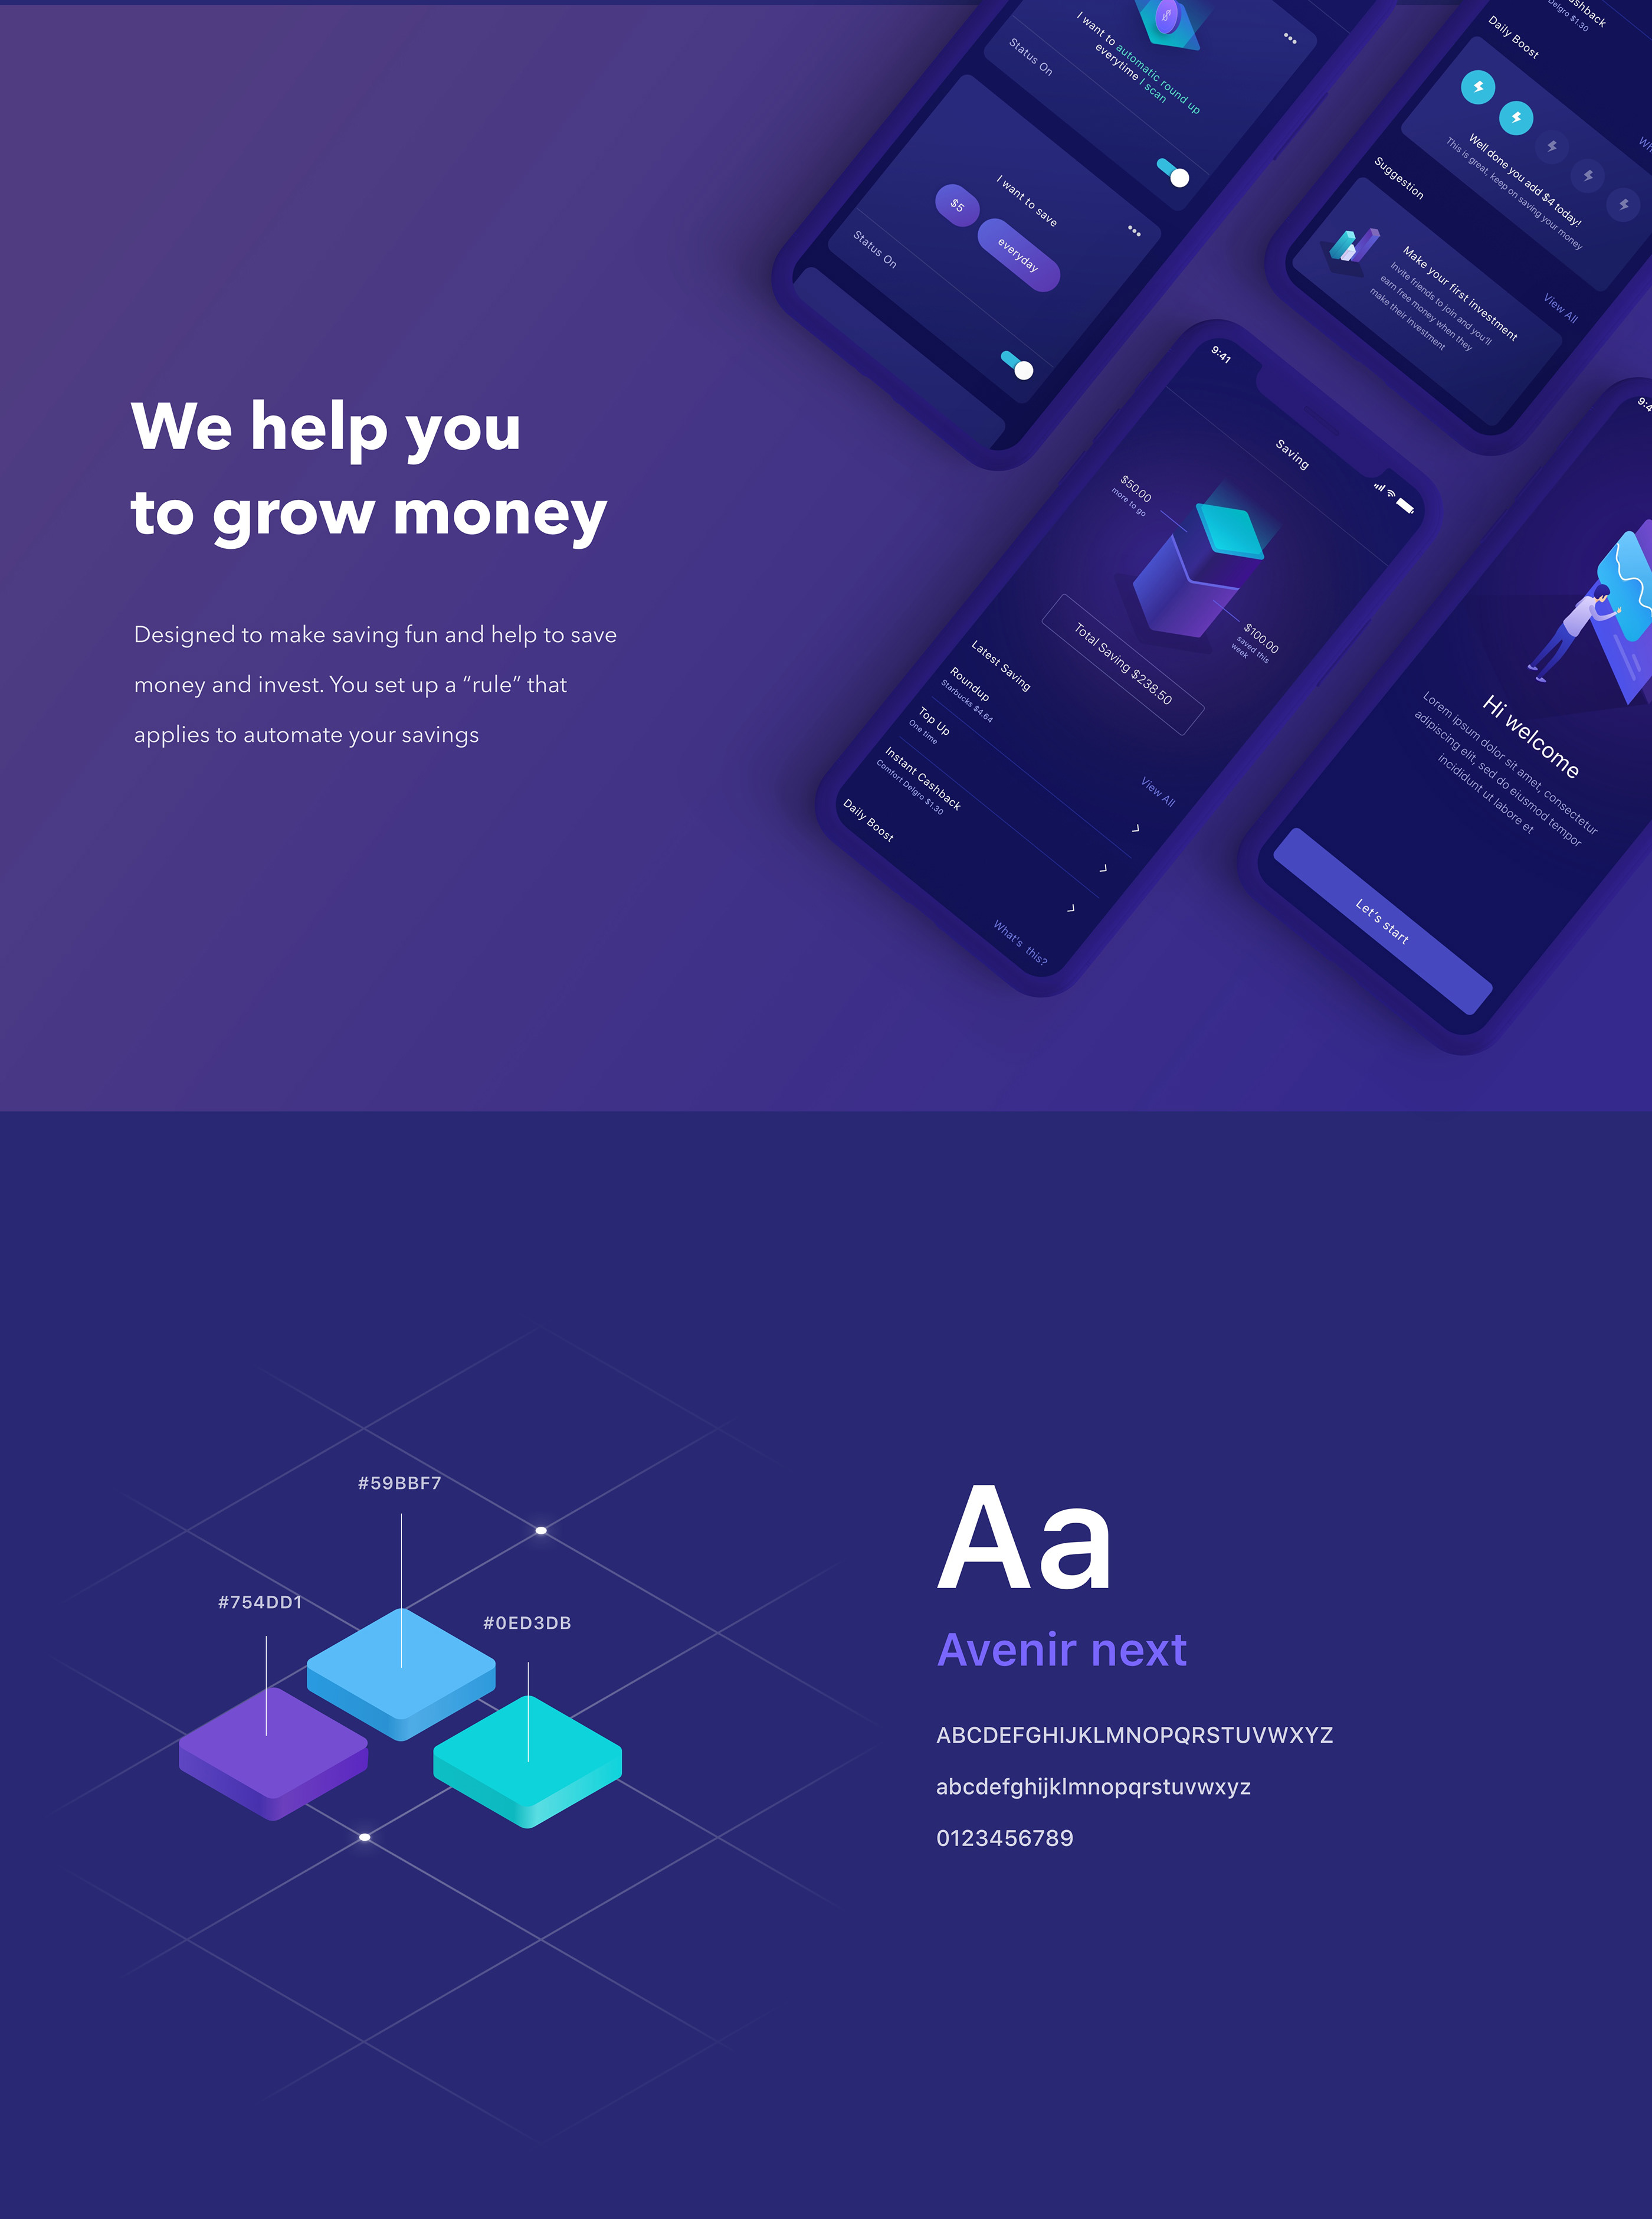 We help you
to grow money
Designed to make saving fun and help to save
money and invest. You set up a “rule” that
applies to automate your savings
I want to automatic round up
everytime I scan
Status On
I want to save
$5
everyday
Status On
Delgro $1.30
Daily Boost
Well done you add $4 today!
This is great, keep on saving your money
Suggestion
View All
Make your first investment
Invite friends to join and you'll
earn free money when they
make their investment
9:41
Saving
$50.00
more to go
$100.00
saved this
week
Total Saving $238.50
Latest Saving
View All
Roundup
Starbucks $4.64
Top Up
One time
Instant Cashback
Comfort Delgro $1.30
Daily Boost
What's this?
Hi welcome
Lorem ipsum dolor sit amet, consectetur
adipiscing elit, sed do eiusmod tempor
incididunt ut labore et
Let's start
#59BBF7
#754DD1
#0ED3DB
Aa
Avenir next
ABCDEFGHIJKLMNOPQRSTUVWXYZ
abcdefghijklmnopqrstuvwxyz
0123456789